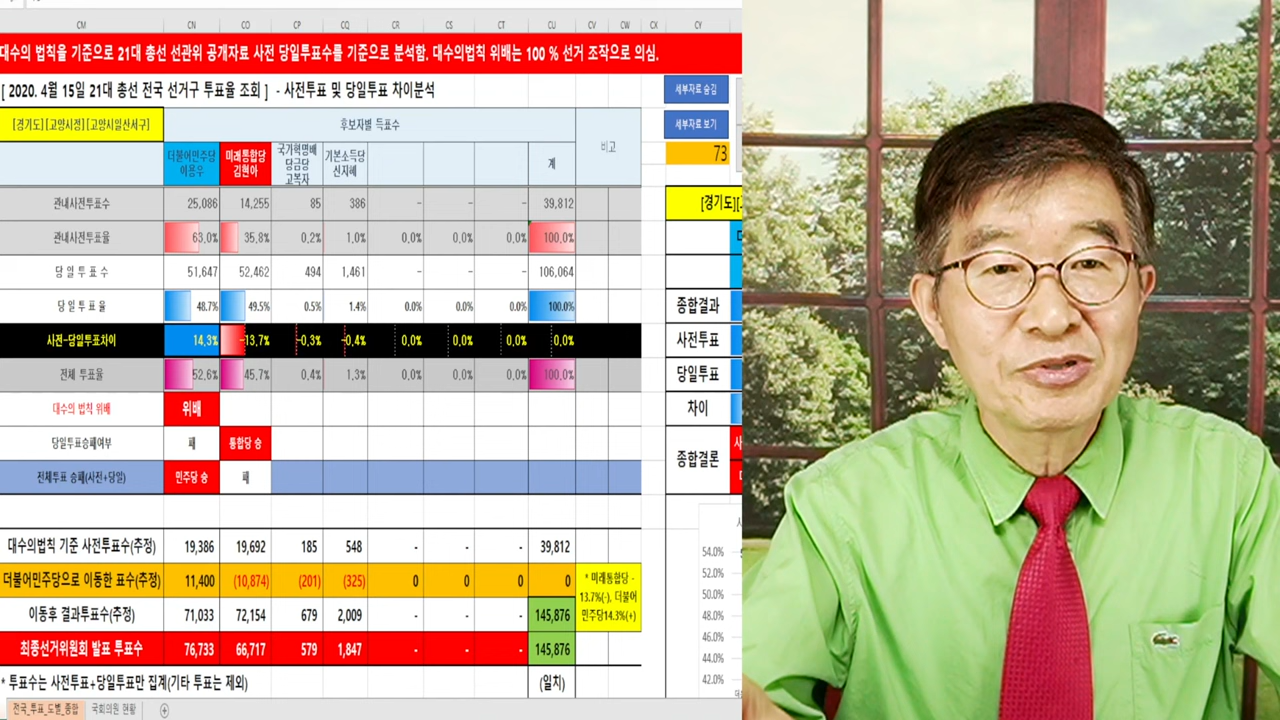 CM CN CO CP CQ CR CS CT CU CV CW CX CY
대수의 법칙을 기준으로 21대 총선 선관위 공개자료 사전 당일투표수를 기준으로 분석함. 대수의법칙 위배는 100 % 선거 조작으로 의심.
[ 2020. 4월 15일 21대 총선 전국 선거구 투표율 조회 ] - 사전투표 및 당일투표 차이분석
세부자료 숨김
[경기도][고양시정][고양시일산서구] 후보자별 득표수 비고 세부자료 보기
73
더불어민주당 이용우 미래통합당 김현아 국가혁명배당금당 고복자 기본소득당 신지혜 계
관내사전투표수 25,086 14,255 85 386 - - - 39,812
[경기도][
관내사전투표율 63.0% 35.8% 0.2% 1.0% 0.0% 0.0% 0.0% 100.0%
당 일 투 표 수 51,647 52,462 494 1,461 - - - 106,064
당 일 투 표 율 48.7% 49.5% 0.5% 1.4% 0.0% 0.0% 0.0% 100.0%
종합결과
사전-당일투표차이 14.3% -13.7% -0.3% -0.4% 0.0% 0.0% 0.0% 0.0%
사전투표
전체 투표율 52.6% 45.7% 0.4% 1.3% 0.0% 0.0% 0.0% 100.0%
당일투표
대수의 법칙 위배 위배
차이
당일투표승패여부 패 통합당 승
종합결론
전체투표 승패(사전+당일) 민주당 승 패
대수의법칙 기준 사전투표수(추정) 19,386 19,692 185 548 - - - 39,812
더불어민주당으로 이동한 표수(추정) 11,400 (10,874) (201) (325) 0 0 0 0
* 미래통합당 -
13.7%(-), 더불어
민주당14.3%(+)
이동후 결과투표수(추정) 71,033 72,154 679 2,009 - - - 145,876
최종선거위원회 발표 투표수 76,733 66,717 579 1,847 - - - 145,876
* 투표수는 사전투표+당일투표만 집계(기타 투표는 제외) (일치)
54.0%
52.0%
50.0%
48.0%
46.0%
44.0%
42.0%
전국_투표_도별_종합 국회의원 현황